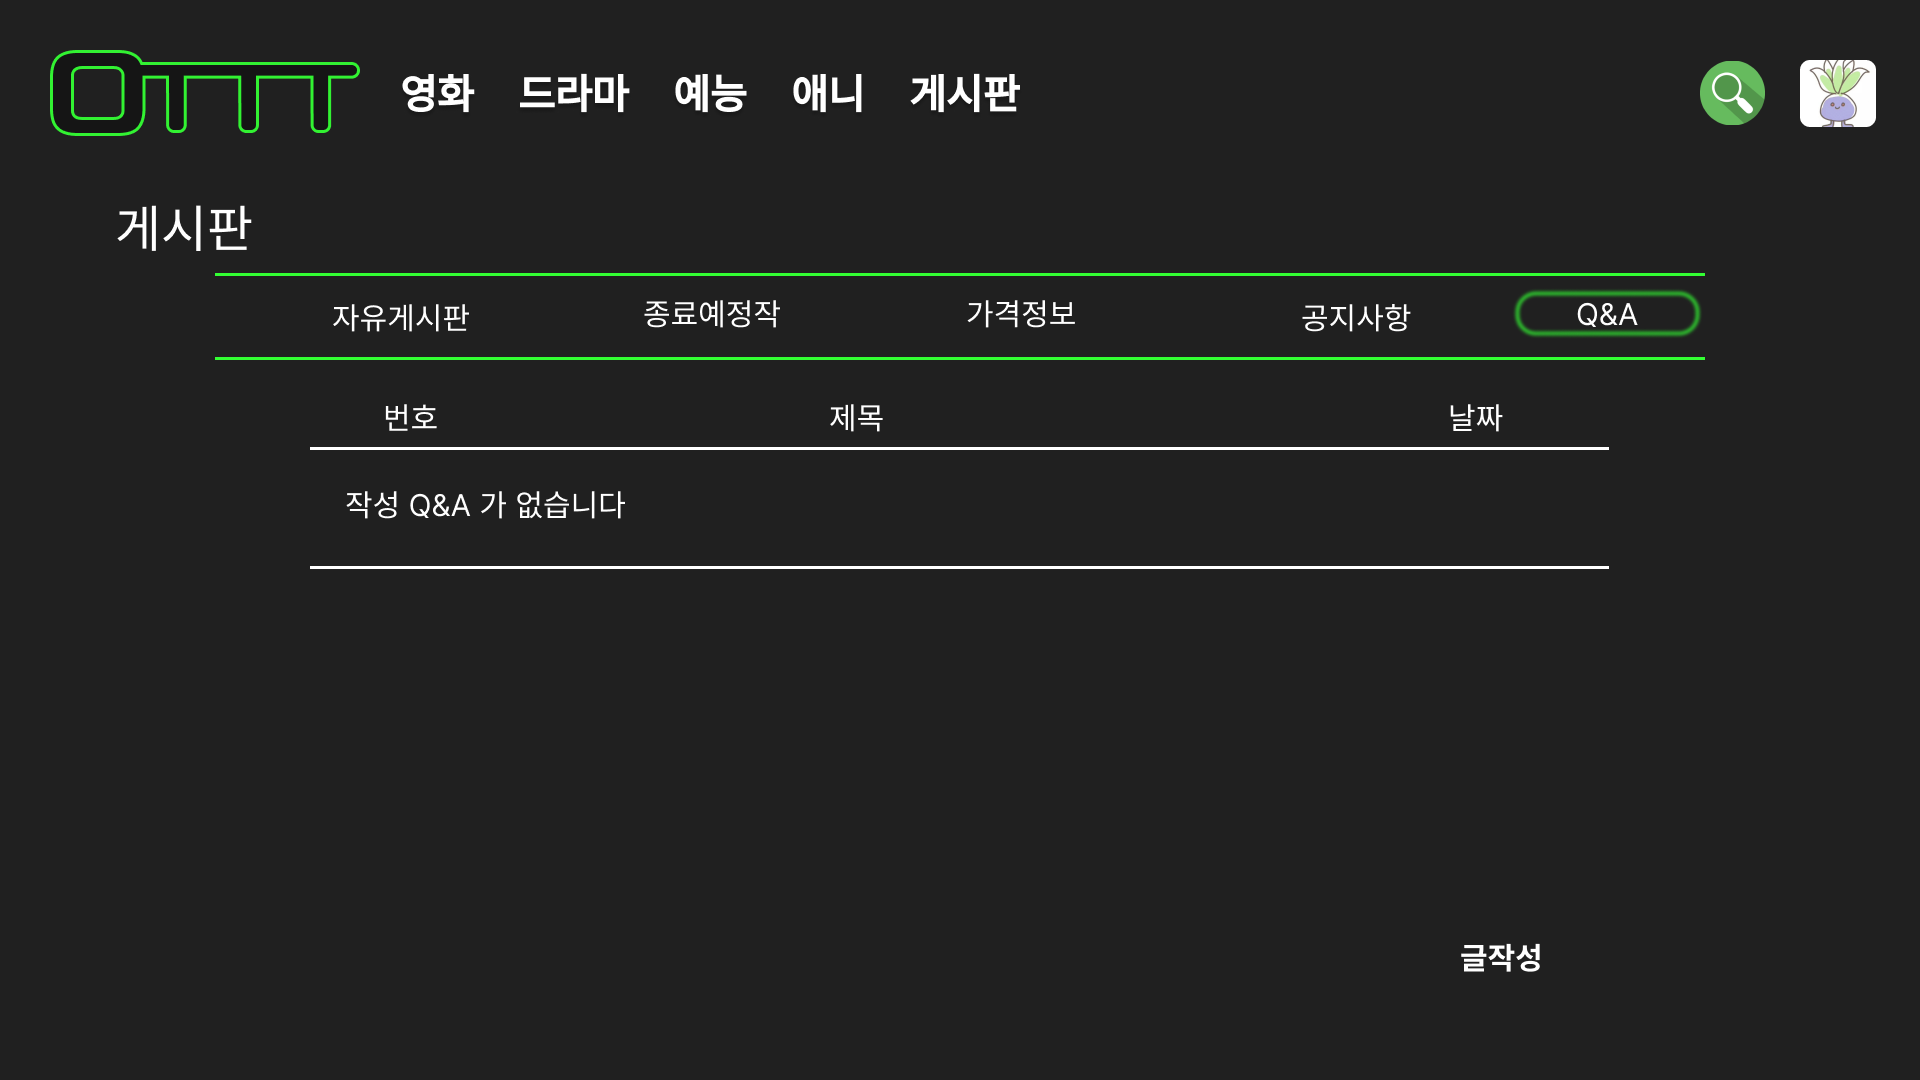 OTTT 영화 드라마 예능 애니 게시판
게시판
자유게시판 종료예정작 가격정보 공지사항 Q&A
번호 제목 날짜
작성 Q&A 가 없습니다
글작성